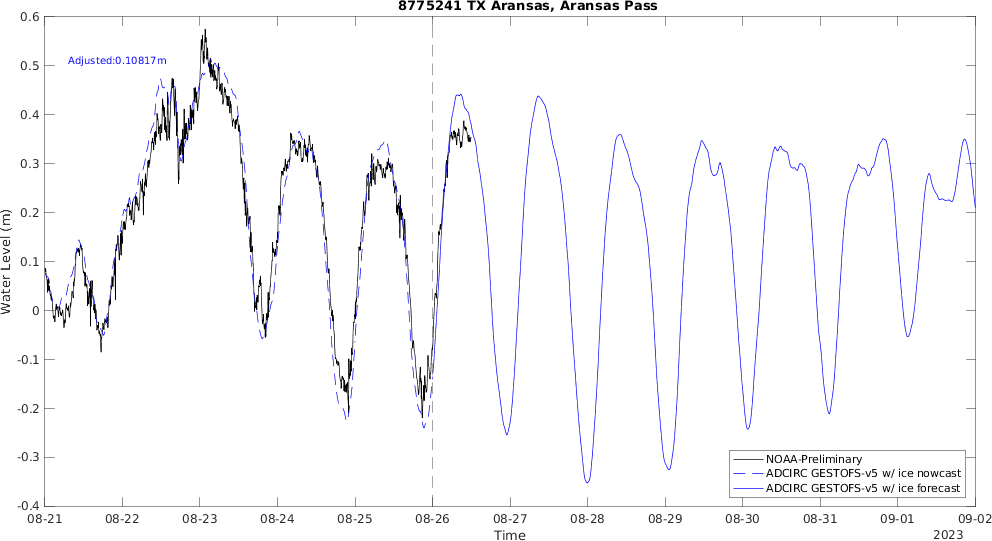 8775241 TX Aransas, Aransas Pass
Adjusted:0.10817m
Water Level (m)
0.6
0.5
0.4
0.3
0.2
0.1
0
-0.1
-0.2
-0.3
-0.4
NOAA-Preliminary
ADCIRC GESTOFS-v5 w/ ice nowcast
ADCIRC GESTOFS-v5 w/ ice forecast
08-21 08-22 08-23 08-24 08-25 08-26 08-27 08-28 08-29 08-30 08-31 09-01 09-02
Time
2023